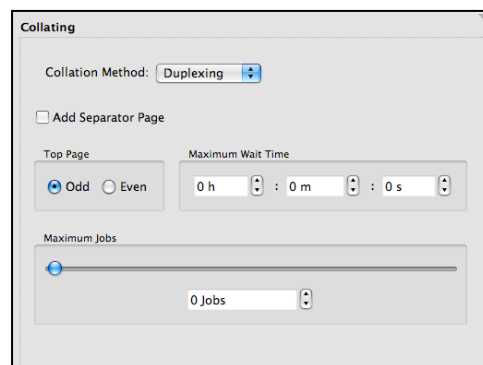 Collating
Collation Method: Duplexing
Add Separator Page
Top Page Maximum Wait Time
Odd Even 0 h : 0 m : 0 s
Maximum Jobs
0 Jobs